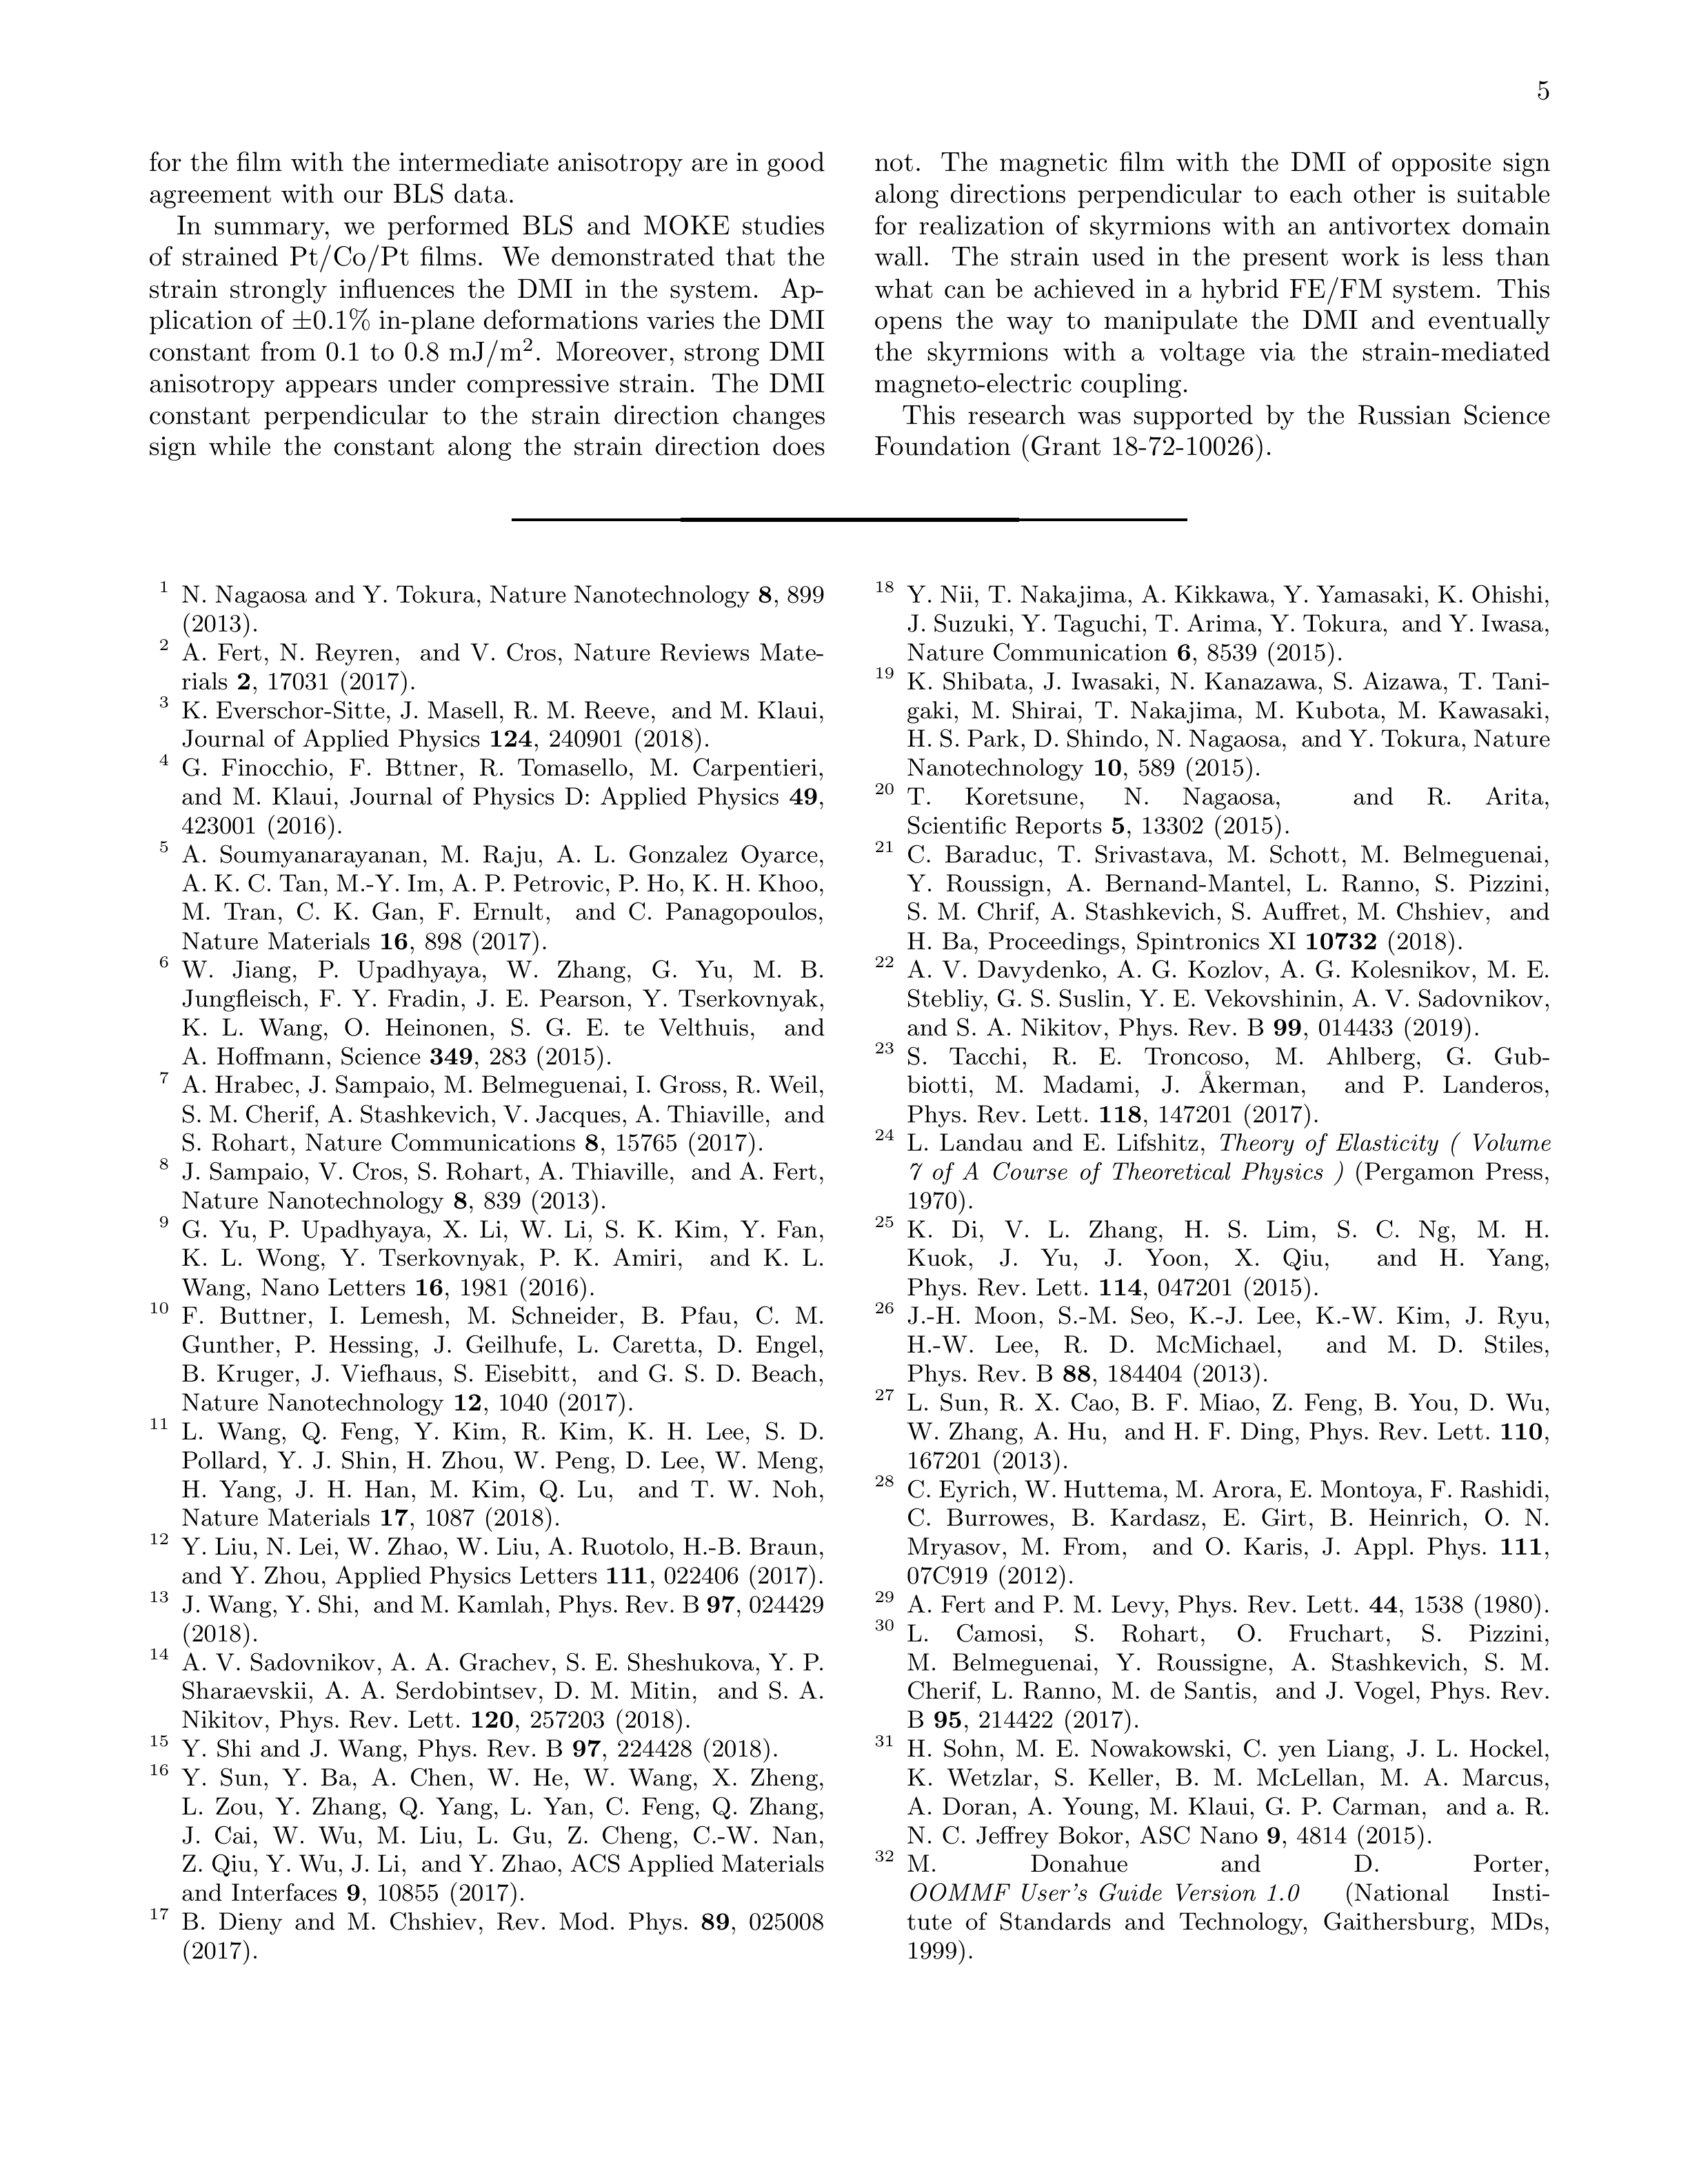 5
for the film with the intermediate anisotropy are in good
agreement with our BLS data.
In summary, we performed BLS and MOKE studies
of strained Pt/Co/Pt films. We demonstrated that the
strain strongly influences the DMI in the system. Ap-
plication of ±0.1% in-plane deformations varies the DMI
constant from 0.1 to 0.8 mJ/m². Moreover, strong DMI
anisotropy appears under compressive strain. The DMI
constant perpendicular to the strain direction changes
sign while the constant along the strain direction does
not. The magnetic film with the DMI of opposite sign
along directions perpendicular to each other is suitable
for realization of skyrmions with an antivortex domain
wall. The strain used in the present work is less than
what can be achieved in a hybrid FE/FM system. This
opens the way to manipulate the DMI and eventually
the skyrmions with a voltage via the strain-mediated
magneto-electric coupling.
This research was supported by the Russian Science
Foundation (Grant 18-72-10026).
1 N. Nagaosa and Y. Tokura, Nature Nanotechnology 8, 899
(2013).
2 A. Fert, N. Reyren, and V. Cros, Nature Reviews Mate-
rials 2, 17031 (2017).
3 K. Everschor-Sitte, J. Masell, R. M. Reeve, and M. Klaui,
Journal of Applied Physics 124, 240901 (2018).
4 G. Finocchio, F. Bttner, R. Tomasello, M. Carpentieri,
and M. Klaui, Journal of Physics D: Applied Physics 49,
423001 (2016).
5 A. Soumyanarayanan, M. Raju, A. L. Gonzalez Oyarce,
A. K. C. Tan, M.-Y. Im, A. P. Petrovic, P. Ho, K. H. Khoo,
M. Tran, C. K. Gan, F. Ernult, and C. Panagopoulos,
Nature Materials 16, 898 (2017).
6 W. Jiang, P. Upadhyaya, W. Zhang, G. Yu, M. B.
Jungfleisch, F. Y. Fradin, J. E. Pearson, Y. Tserkovnyak,
K. L. Wang, O. Heinonen, S. G. E. te Velthuis, and
A. Hoffmann, Science 349, 283 (2015).
7 A. Hrabec, J. Sampaio, M. Belmeguenai, I. Gross, R. Weil,
S. M. Cherif, A. Stashkevich, V. Jacques, A. Thiaville, and
S. Rohart, Nature Communications 8, 15765 (2017).
8 J. Sampaio, V. Cros, S. Rohart, A. Thiaville, and A. Fert,
Nature Nanotechnology 8, 839 (2013).
9 G. Yu, P. Upadhyaya, X. Li, W. Li, S. K. Kim, Y. Fan,
K. L. Wong, Y. Tserkovnyak, P. K. Amiri, and K. L.
Wang, Nano Letters 16, 1981 (2016).
10 F. Buttner, I. Lemesh, M. Schneider, B. Pfau, C. M.
Gunther, P. Hessing, J. Geilhufe, L. Caretta, D. Engel,
B. Kruger, J. Viefhaus, S. Eisebitt, and G. S. D. Beach,
Nature Nanotechnology 12, 1040 (2017).
11 L. Wang, Q. Feng, Y. Kim, R. Kim, K. H. Lee, S. D.
Pollard, Y. J. Shin, H. Zhou, W. Peng, D. Lee, W. Meng,
H. Yang, J. H. Han, M. Kim, Q. Lu, and T. W. Noh,
Nature Materials 17, 1087 (2018).
12 Y. Liu, N. Lei, W. Zhao, W. Liu, A. Ruotolo, H.-B. Braun,
and Y. Zhou, Applied Physics Letters 111, 022406 (2017).
13 J. Wang, Y. Shi, and M. Kamlah, Phys. Rev. B 97, 024429
(2018).
14 A. V. Sadovnikov, A. A. Grachev, S. E. Sheshukova, Y. P.
Sharaevskii, A. A. Serdobintsev, D. M. Mitin, and S. A.
Nikitov, Phys. Rev. Lett. 120, 257203 (2018).
15 Y. Shi and J. Wang, Phys. Rev. B 97, 224428 (2018).
16 Y. Sun, Y. Ba, A. Chen, W. He, W. Wang, X. Zheng,
L. Zou, Y. Zhang, Q. Yang, L. Yan, C. Feng, Q. Zhang,
J. Cai, W. Wu, M. Liu, L. Gu, Z. Cheng, C.-W. Nan,
Z. Qiu, Y. Wu, J. Li, and Y. Zhao, ACS Applied Materials
and Interfaces 9, 10855 (2017).
17 B. Dieny and M. Chshiev, Rev. Mod. Phys. 89, 025008
(2017).
18 Y. Nii, T. Nakajima, A. Kikkawa, Y. Yamasaki, K. Ohishi,
J. Suzuki, Y. Taguchi, T. Arima, Y. Tokura, and Y. Iwasa,
Nature Communication 6, 8539 (2015).
19 K. Shibata, J. Iwasaki, N. Kanazawa, S. Aizawa, T. Tani-
gaki, M. Shirai, T. Nakajima, M. Kubota, M. Kawasaki,
H. S. Park, D. Shindo, N. Nagaosa, and Y. Tokura, Nature
Nanotechnology 10, 589 (2015).
20 T. Koretsune, N. Nagaosa, and R. Arita,
Scientific Reports 5, 13302 (2015).
21 C. Baraduc, T. Srivastava, M. Schott, M. Belmeguenai,
Y. Roussign, A. Bernand-Mantel, L. Ranno, S. Pizzini,
S. M. Chrif, A. Stashkevich, S. Auffret, M. Chshiev, and
H. Ba, Proceedings, Spintronics XI 10732 (2018).
22 A. V. Davydenko, A. G. Kozlov, A. G. Kolesnikov, M. E.
Stebliy, G. S. Suslin, Y. E. Vekovshinin, A. V. Sadovnikov,
and S. A. Nikitov, Phys. Rev. B 99, 014433 (2019).
23 S. Tacchi, R. E. Troncoso, M. Ahlberg, G. Gub-
biotti, M. Madami, J. Åkerman, and P. Landeros,
Phys. Rev. Lett. 118, 147201 (2017).
24 L. Landau and E. Lifshitz, Theory of Elasticity ( Volume
7 of A Course of Theoretical Physics ) (Pergamon Press,
1970).
25 K. Di, V. L. Zhang, H. S. Lim, S. C. Ng, M. H.
Kuok, J. Yu, J. Yoon, X. Qiu, and H. Yang,
Phys. Rev. Lett. 114, 047201 (2015).
26 J.-H. Moon, S.-M. Seo, K.-J. Lee, K.-W. Kim, J. Ryu,
H.-W. Lee, R. D. McMichael, and M. D. Stiles,
Phys. Rev. B 88, 184404 (2013).
27 L. Sun, R. X. Cao, B. F. Miao, Z. Feng, B. You, D. Wu,
W. Zhang, A. Hu, and H. F. Ding, Phys. Rev. Lett. 110,
167201 (2013).
28 C. Eyrich, W. Huttema, M. Arora, E. Montoya, F. Rashidi,
C. Burrowes, B. Kardasz, E. Girt, B. Heinrich, O. N.
Mryasov, M. From, and O. Karis, J. Appl. Phys. 111,
07C919 (2012).
29 A. Fert and P. M. Levy, Phys. Rev. Lett. 44, 1538 (1980).
30 L. Camosi, S. Rohart, O. Fruchart, S. Pizzini,
M. Belmeguenai, Y. Roussigne, A. Stashkevich, S. M.
Cherif, L. Ranno, M. de Santis, and J. Vogel, Phys. Rev.
B 95, 214422 (2017).
31 H. Sohn, M. E. Nowakowski, C. yen Liang, J. L. Hockel,
K. Wetzlar, S. Keller, B. M. McLellan, M. A. Marcus,
A. Doran, A. Young, M. Klaui, G. P. Carman, and a. R.
N. C. Jeffrey Bokor, ASC Nano 9, 4814 (2015).
32 M. Donahue and D. Porter,
OOMMF User's Guide Version 1.0 (National Insti-
tute of Standards and Technology, Gaithersburg, MDs,
1999).